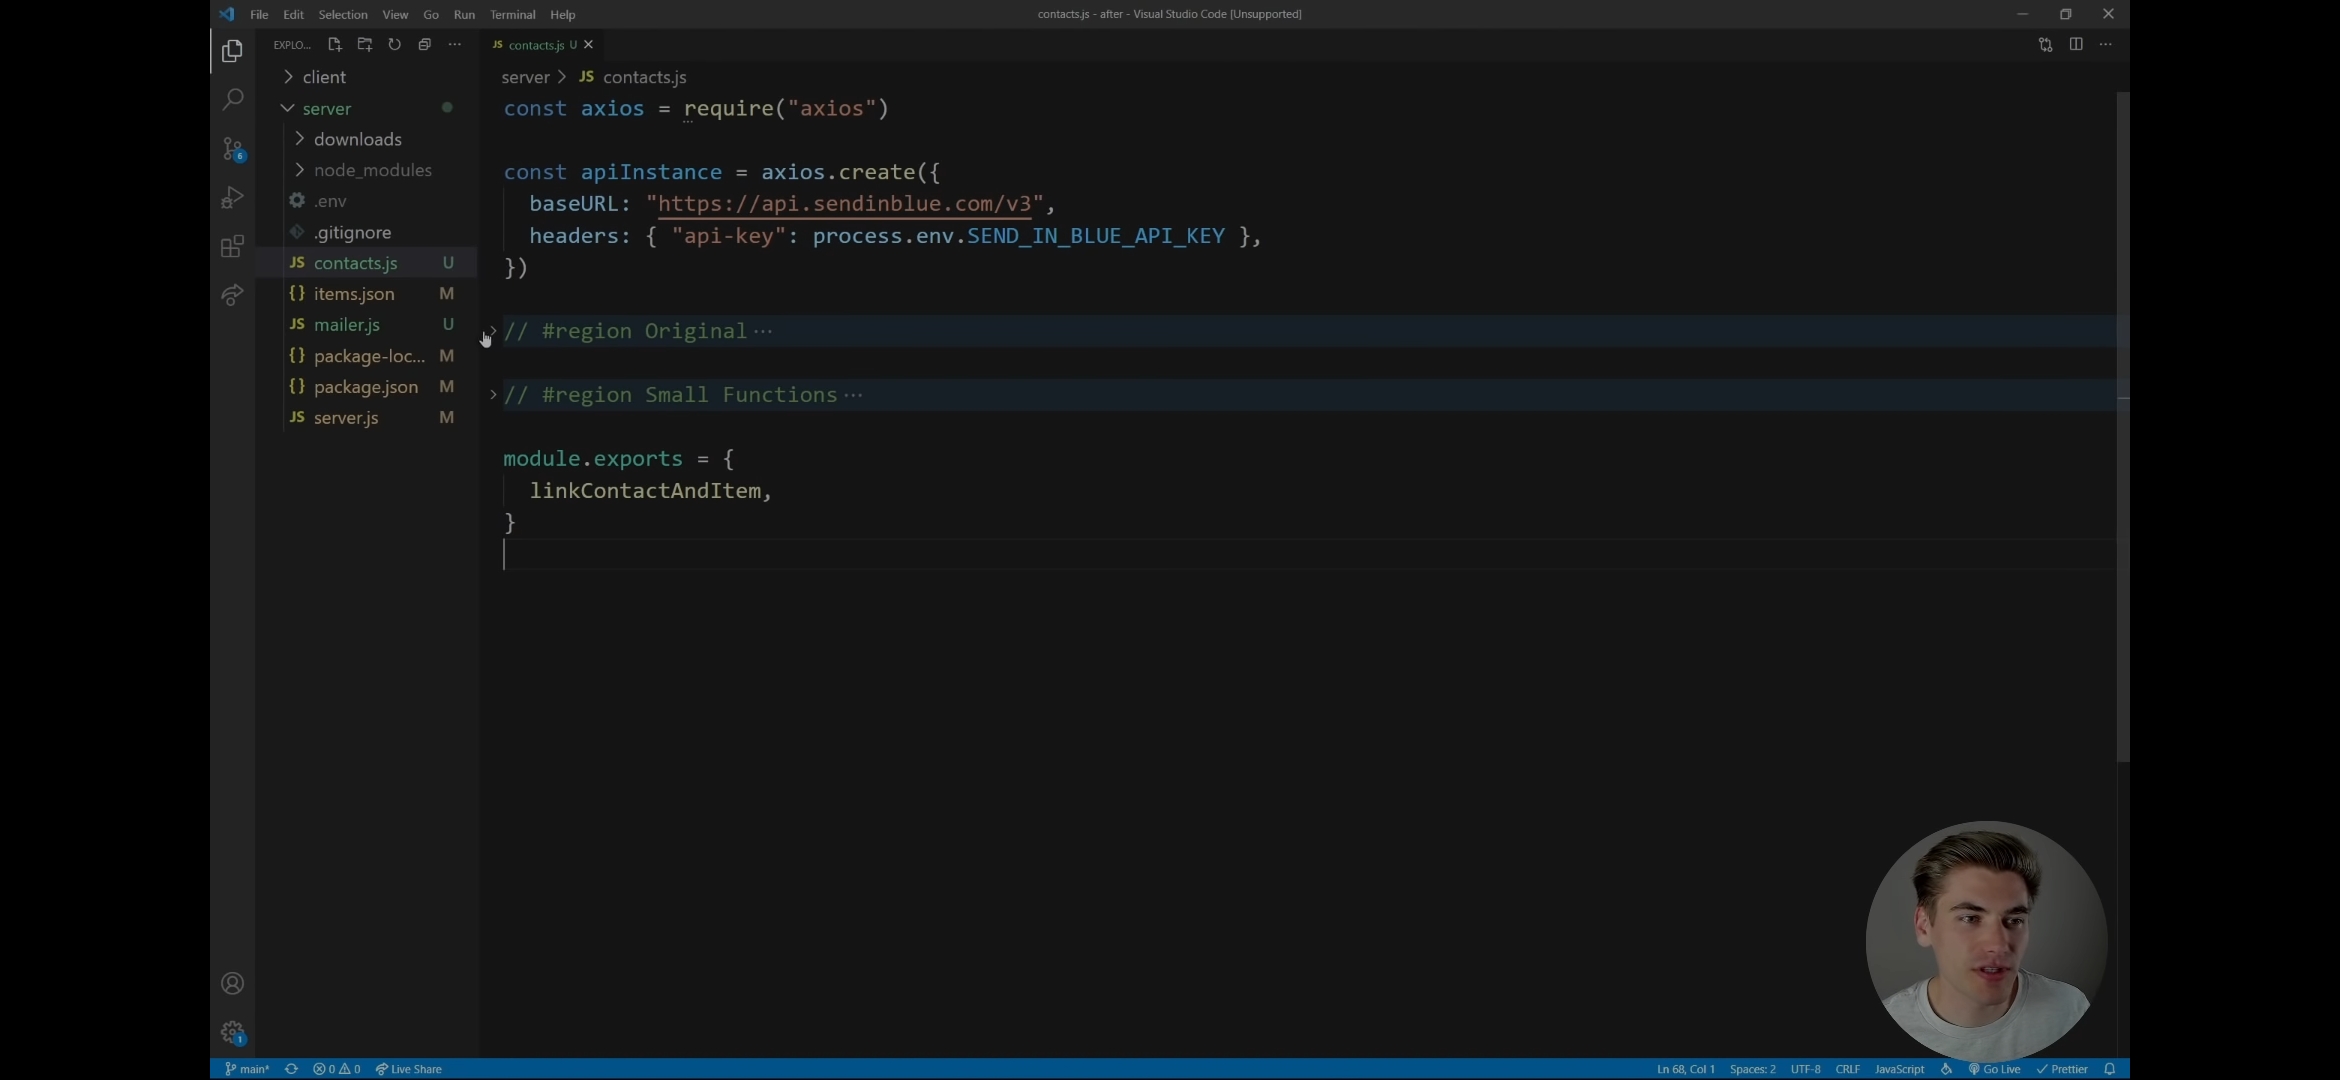 File Edit Selection View Go Run Terminal Help
contacts.js - after - Visual Studio Code [Unsupported]
EXPLO...
contacts.js U
client
server
downloads
node_modules
.env
.gitignore
JS contacts.js U
{} items.json M
JS mailer.js U
{} package-loc... M
{} package.json M
JS server.js M
6
1
server > JS contacts.js
const axios = require("axios")
const apiInstance = axios.create({
baseURL: "https://api.sendinblue.com/v3",
headers: { "api-key": process.env.SEND_IN_BLUE_API_KEY },
})
// #region Original ...
// #region Small Functions ...
module.exports = {
linkContactAndItem,
}
main* 0 0 Live Share
Ln 68, Col 1 Spaces: 2 UTF-8 CRLF JavaScript Go Live Prettier